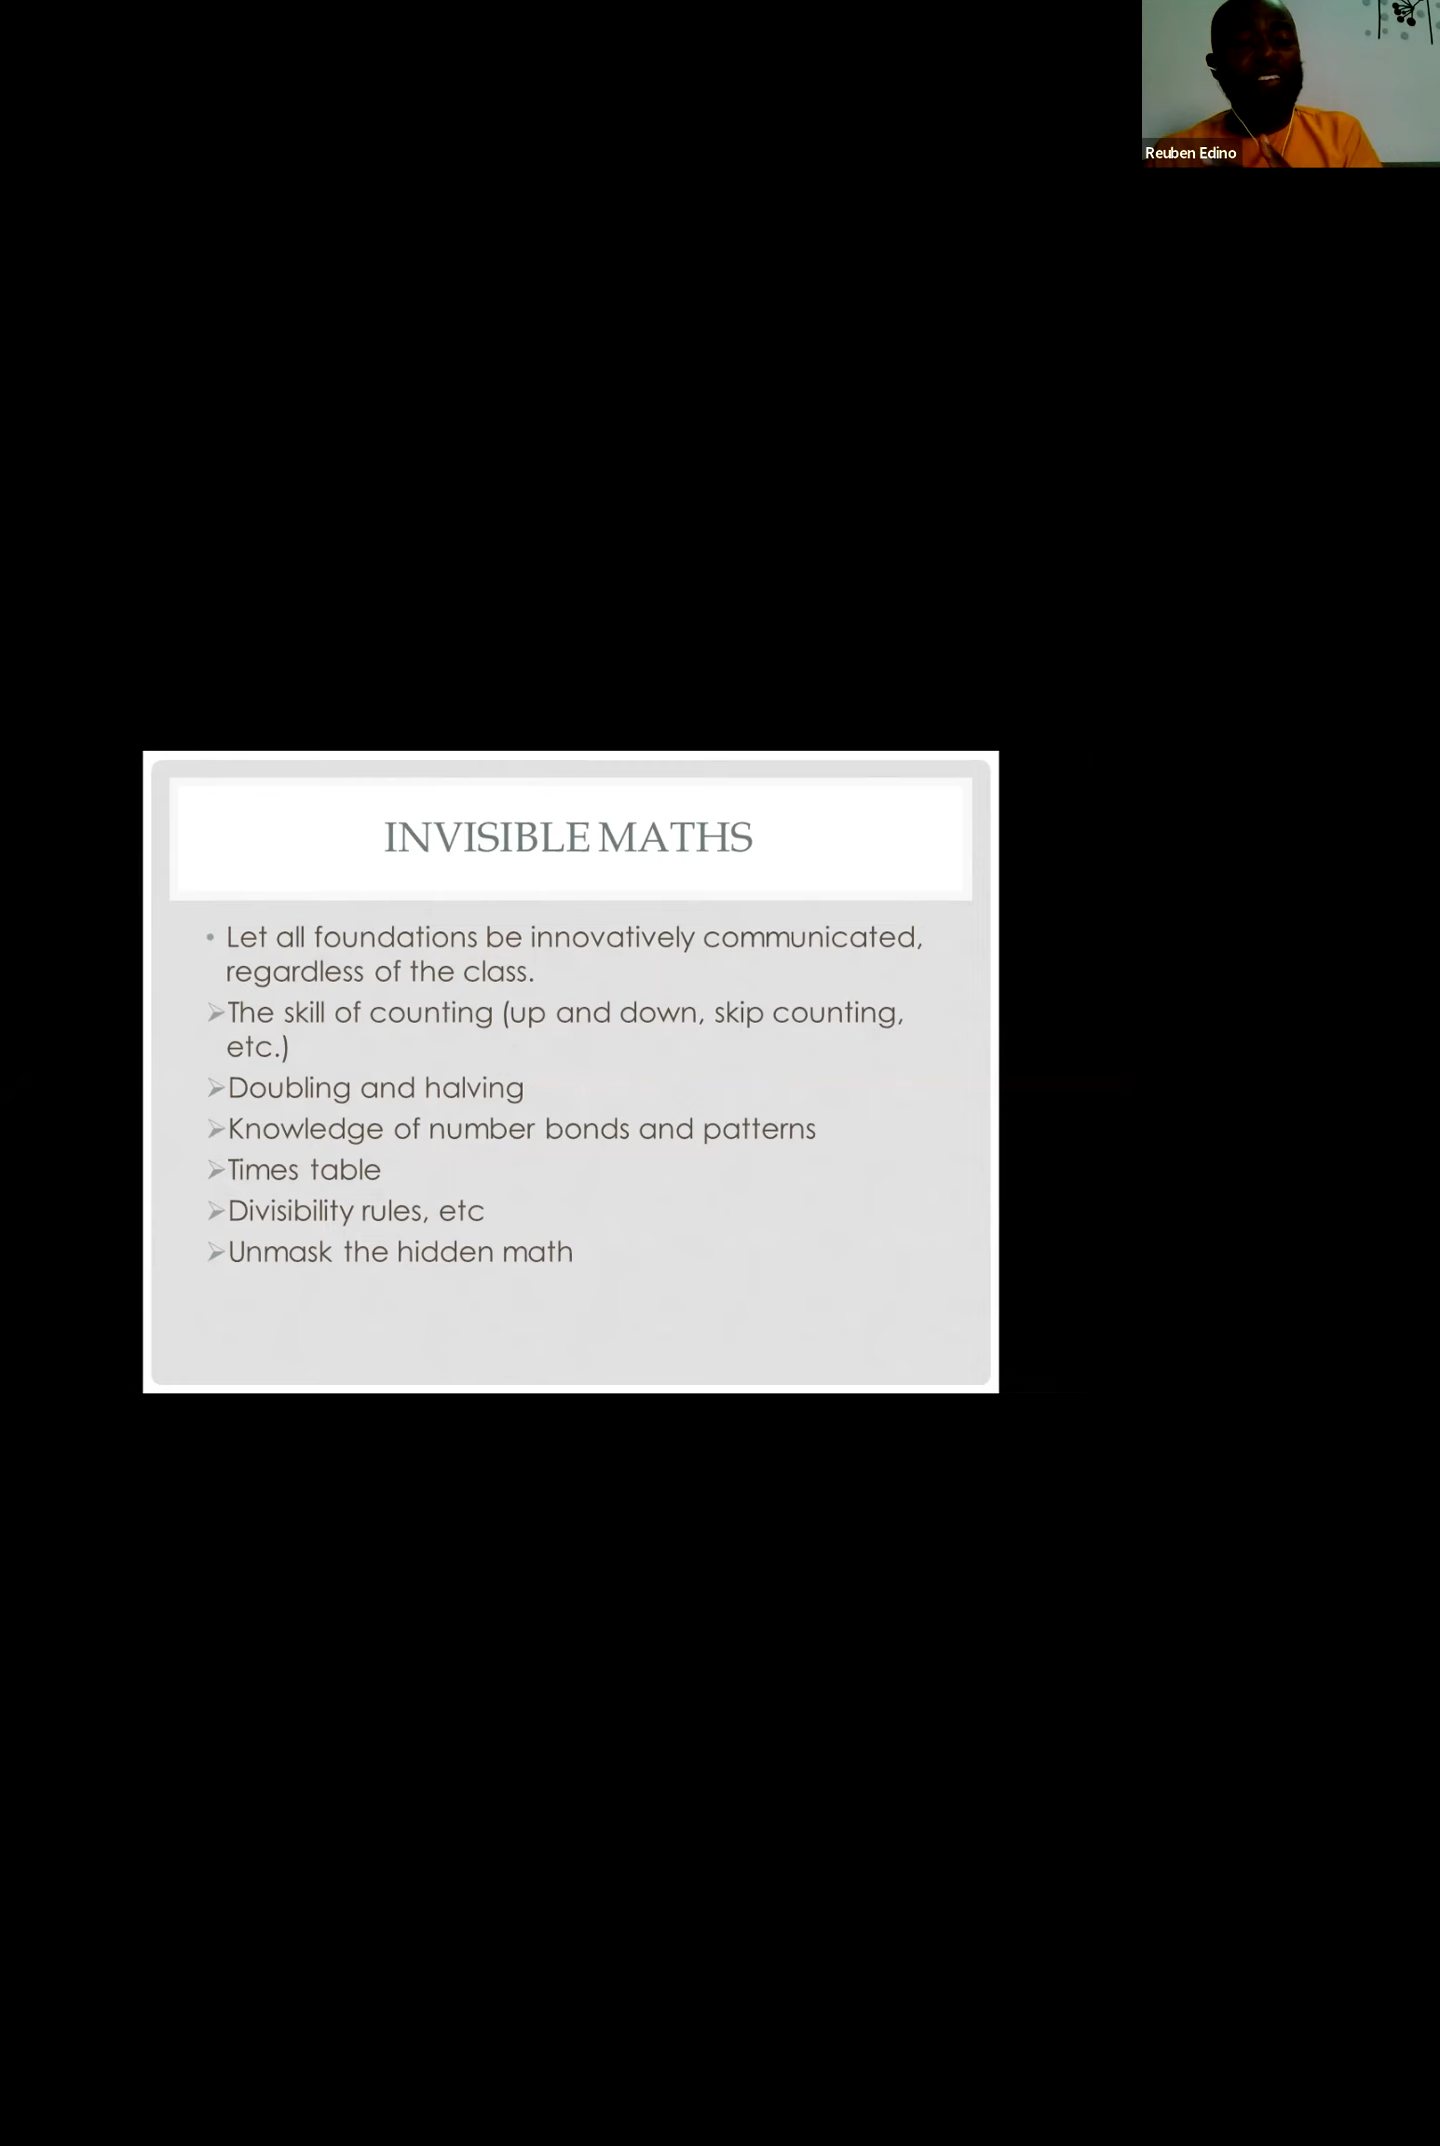 Reuben Edino
INVISIBLE MATHS
• Let all foundations be innovatively communicated,
regardless of the class.
➢The skill of counting (up and down, skip counting,
etc.)
➢Doubling and halving
➢Knowledge of number bonds and patterns
➢Times table
➢Divisibility rules, etc
➢Unmask the hidden math